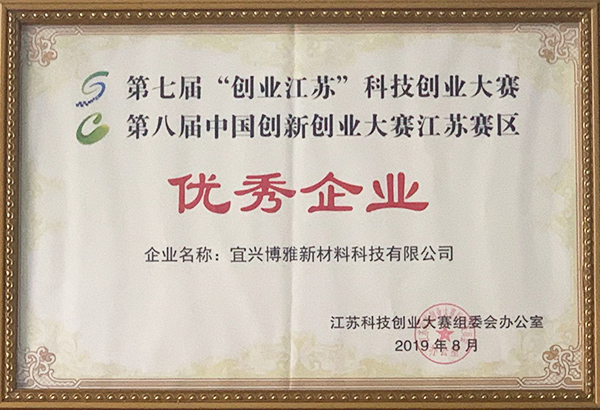 第七届“创业江苏”科技创业大赛
第八届中国创新创业大赛江苏赛区
优秀企业
企业名称：宜兴博雅新材料科技有限公司
江苏科技创业大赛组委会办公室
2019年8月